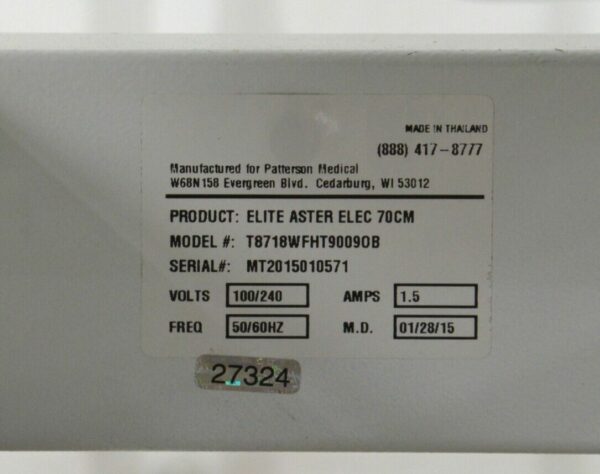 MADE IN THAILAND
(888) 417-8777
Manufactured for Patterson Medical
W68N158 Evergreen Blvd. Cedarburg, WI 53012
PRODUCT: ELITE ASTER ELEC 70CM
MODEL #: T8718WFHT9009OB
SERIAL#: MT2015010571
VOLTS 100/240 AMPS 1.5
FREQ 50/60HZ M.D. 01/28/15
27324